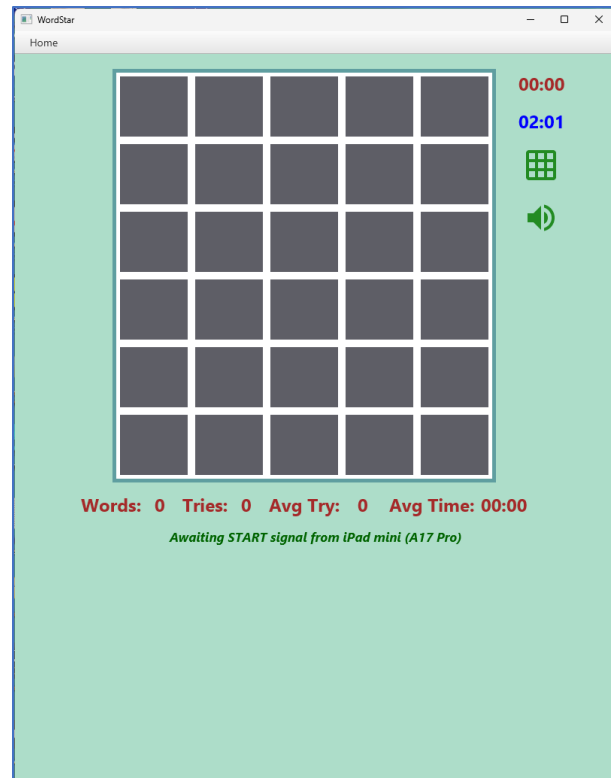 WordStar
Home
00:00
02:01
Words: 0 Tries: 0 Avg Try: 0 Avg Time: 00:00
Awaiting START signal from iPad mini (A17 Pro)